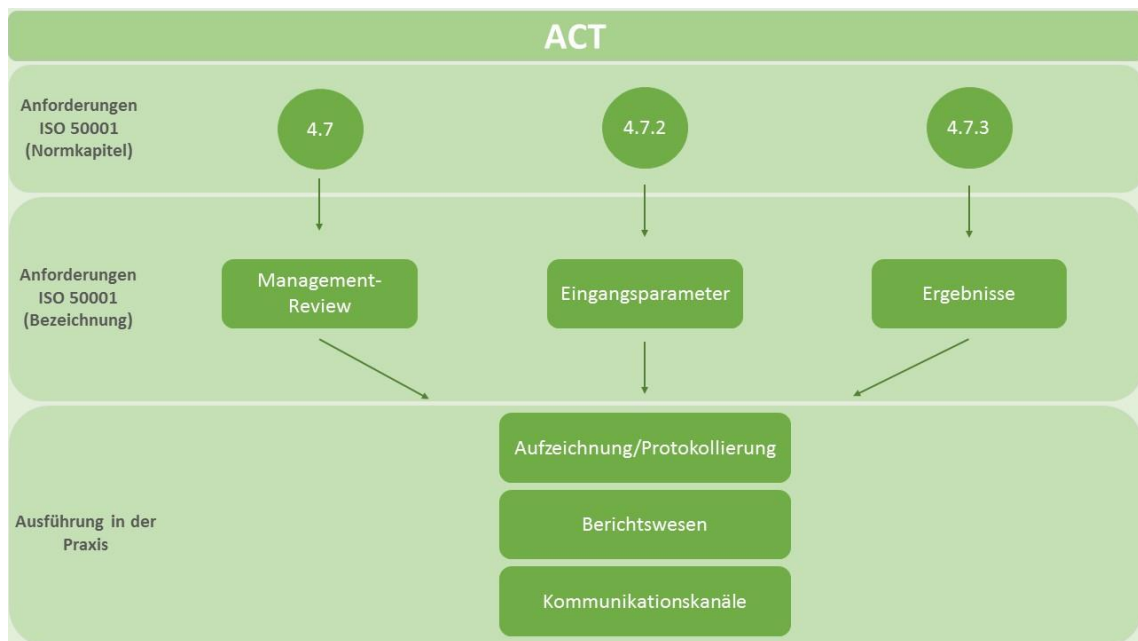 ACT
Anforderungen
ISO 50001
(Normkapitel)
4.7
4.7.2
4.7.3
Anforderungen
ISO 50001
(Bezeichnung)
Management-
Review
Eingangsparameter
Ergebnisse
Ausführung in der
Praxis
Aufzeichnung/Protokollierung
Berichtswesen
Kommunikationskanäle